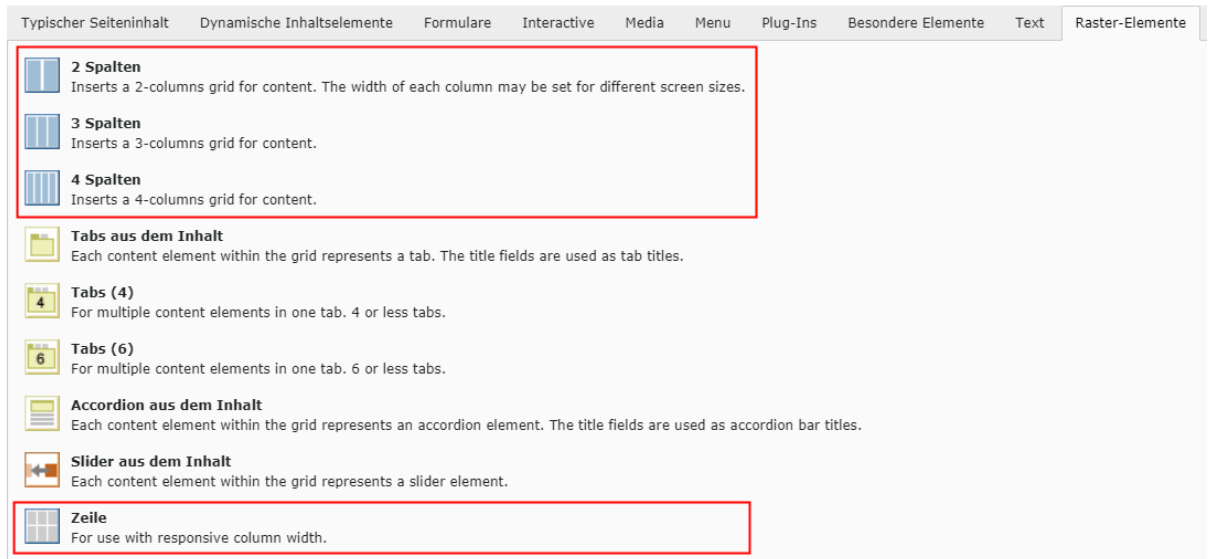 Typischer Seiteninhalt Dynamische Inhaltselemente Formulare Interactive Media Menu Plug-Ins Besondere Elemente Text Raster-Elemente
2 Spalten
Inserts a 2-columns grid for content. The width of each column may be set for different screen sizes.
3 Spalten
Inserts a 3-columns grid for content.
4 Spalten
Inserts a 4-columns grid for content.
Tabs aus dem Inhalt
Each content element within the grid represents a tab. The title fields are used as tab titles.
4
Tabs (4)
For multiple content elements in one tab. 4 or less tabs.
6
Tabs (6)
For multiple content elements in one tab. 6 or less tabs.
Accordion aus dem Inhalt
Each content element within the grid represents an accordion element. The title fields are used as accordion bar titles.
Slider aus dem Inhalt
Each content element within the grid represents a slider element.
Zeile
For use with responsive column width.